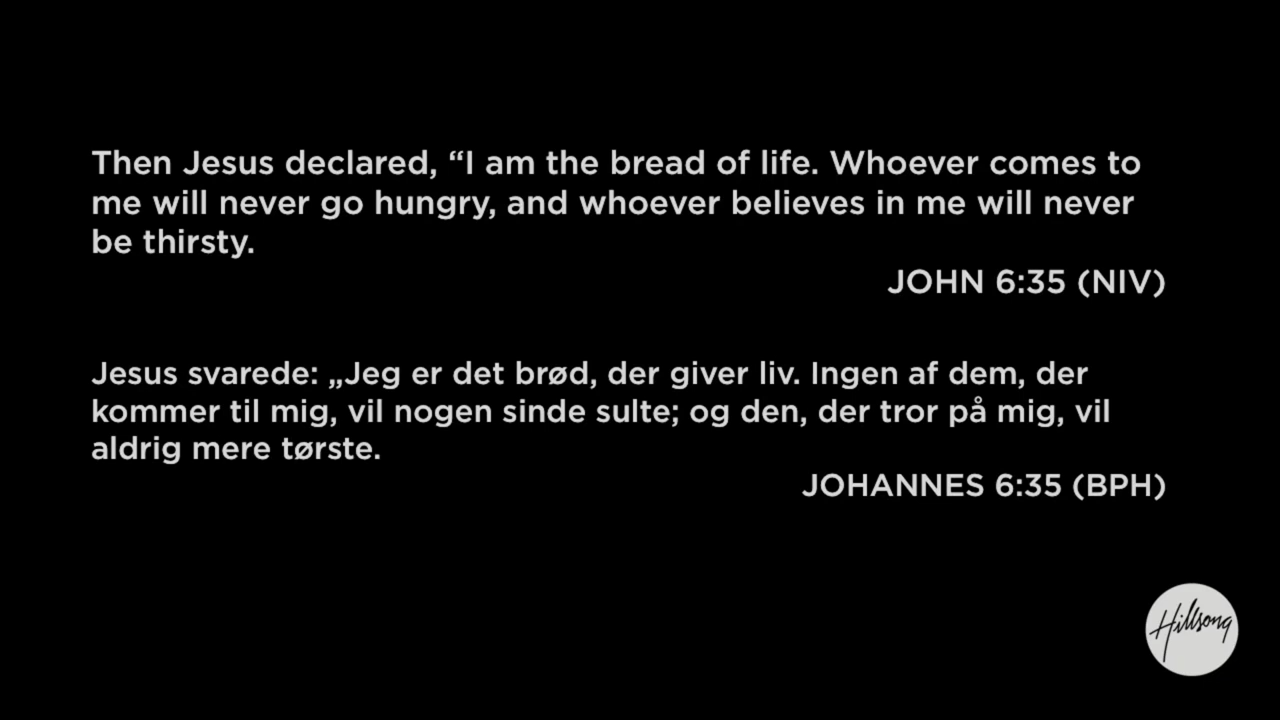 Then Jesus declared, “I am the bread of life. Whoever comes to
me will never go hungry, and whoever believes in me will never
be thirsty.
JOHN 6:35 (NIV)
Jesus svarede: „Jeg er det brød, der giver liv. Ingen af dem, der
kommer til mig, vil nogen sinde sulte; og den, der tror på mig, vil
aldrig mere tørste.
JOHANNES 6:35 (BPH)
Hillsong